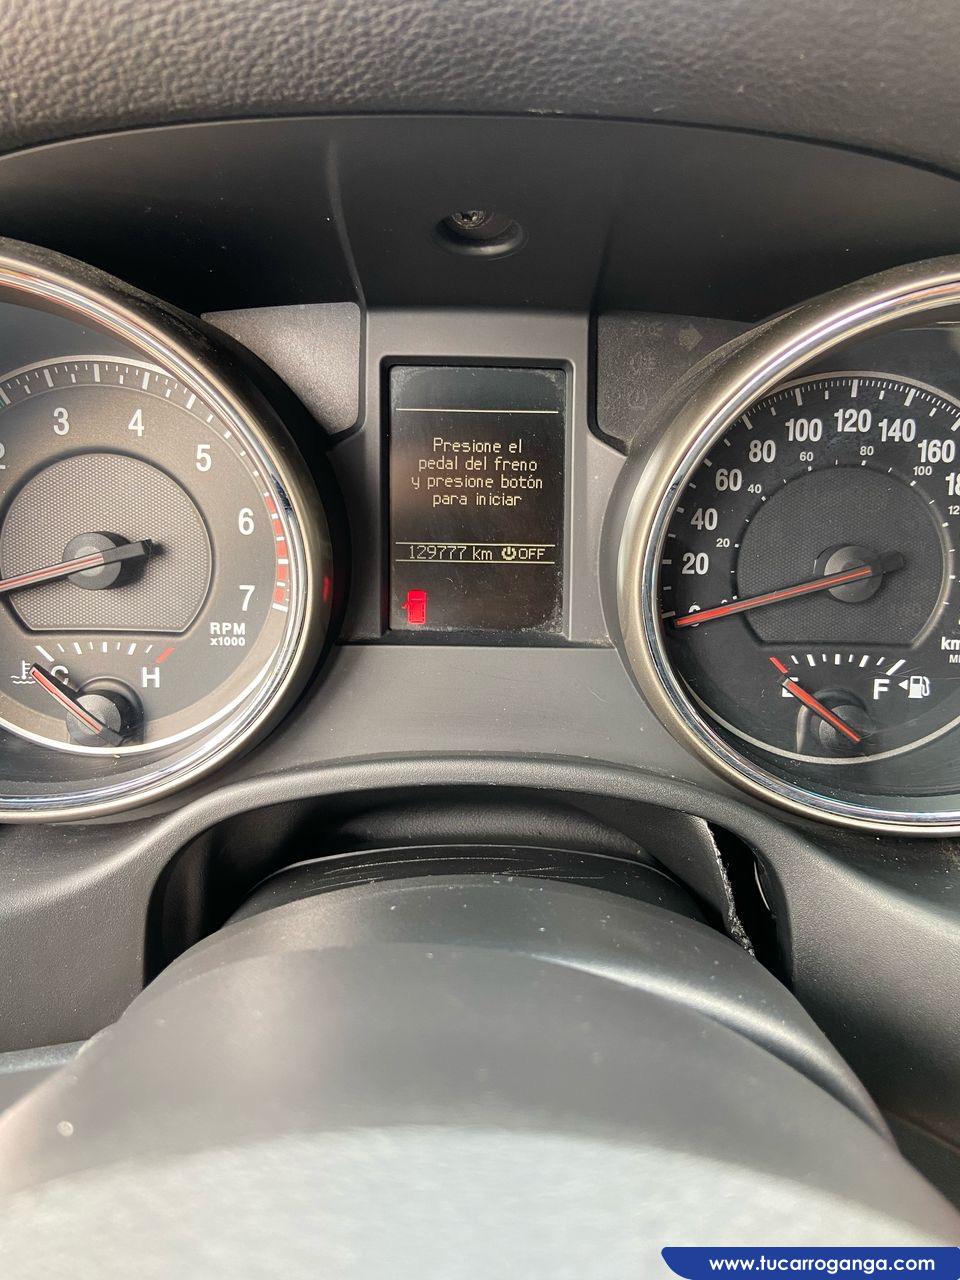 3
4
5
6
7
RPM
x1000
C
H
Presione el
pedal del freno
y presione botón
para iniciar
129777 km OFF
20
40
60
80
100
120
140
160
20
40
60
80
100
E
F
www.tucarroganga.com